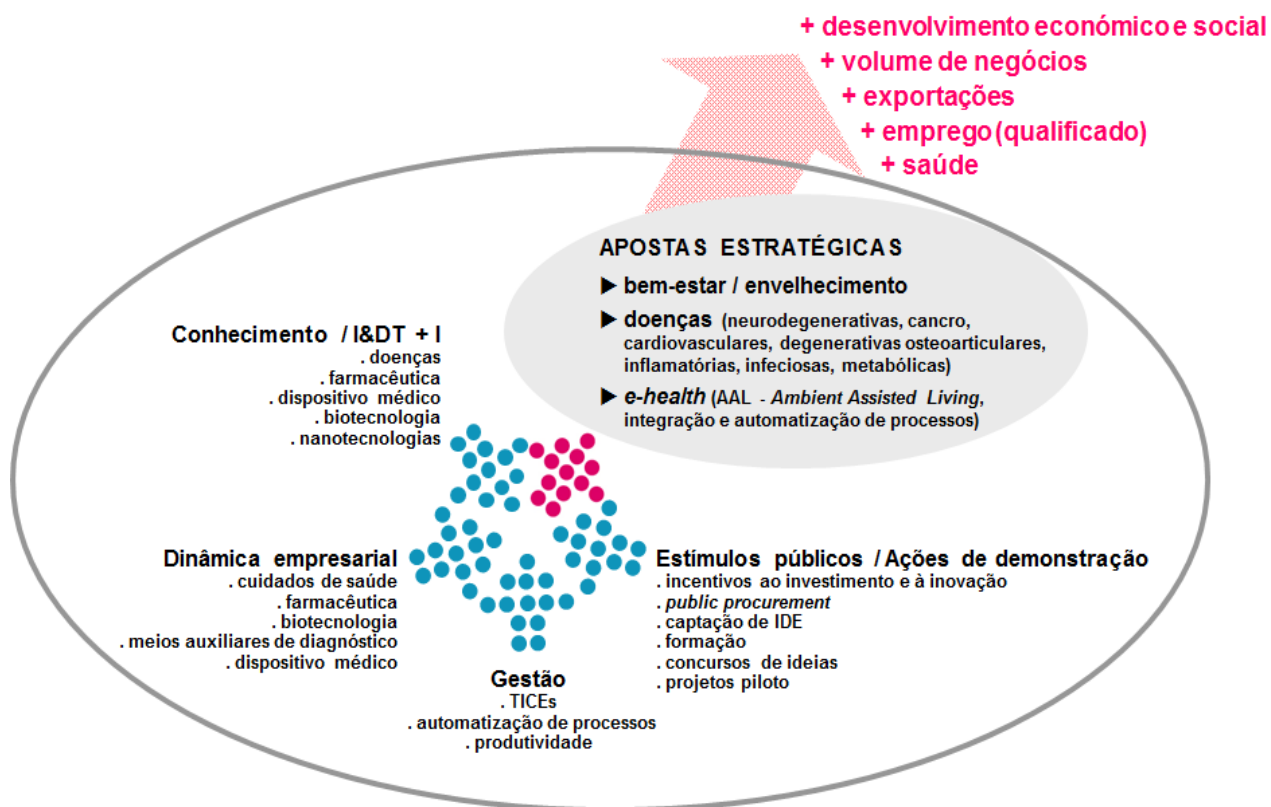 + desenvolvimento económico e social
+ volume de negócios
+ exportações
+ emprego (qualificado)
+ saúde
APOSTAS ESTRATÉGICAS
▶ bem-estar / envelhecimento
▶ doenças (neurodegenerativas, cancro,
cardiovasculares, degenerativas osteoarticulares,
inflamatórias, infeciosas, metabólicas)
▶ e-health (AAL - Ambient Assisted Living,
integração e automatização de processos)
Conhecimento / I&DT + I
. doenças
. farmacêutica
. dispositivo médico
. biotecnologia
. nanotecnologias
Dinâmica empresarial
. cuidados de saúde
. farmacêutica
. biotecnologia
. meios auxiliares de diagnóstico
. dispositivo médico
Estímulos públicos / Ações de demonstração
. incentivos ao investimento e à inovação
. public procurement
. captação de IDE
. formação
. concursos de ideias
. projetos piloto
Gestão
. TICEs
. automatização de processos
. produtividade